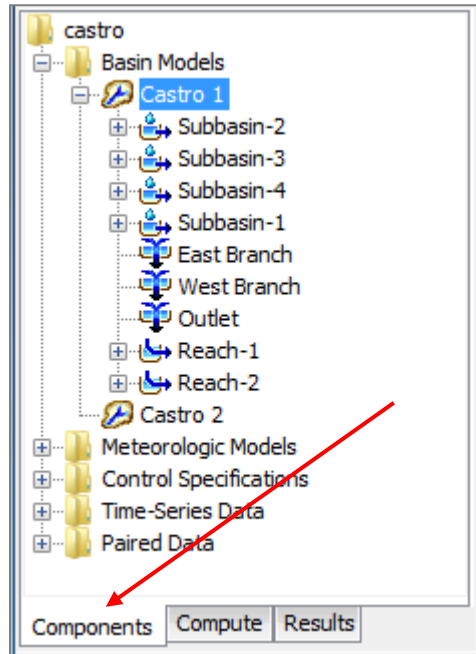 castro
Basin Models
Castro 1
Subbasin-2
Subbasin-3
Subbasin-4
Subbasin-1
East Branch
West Branch
Outlet
Reach-1
Reach-2
Castro 2
Meteorologic Models
Control Specifications
Time-Series Data
Paired Data
Components Compute Results